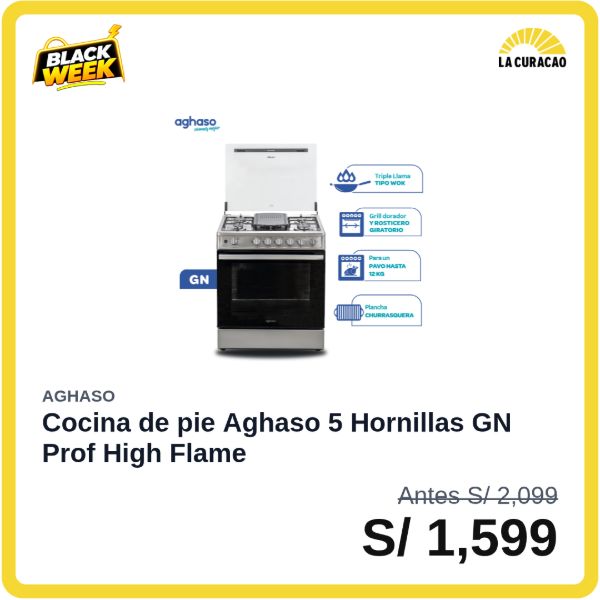 BLACK
WEEK
LA CURACAO
aghaso
Triple Llama
TIPO WOK
Grill dorador
Y ROSTICERO
GIRATORIO
GN
Para un
PAVO HASTA
12 KG
Plancha
CHURRASQUERA
AGHASO
Cocina de pie Aghaso 5 Hornillas GN
Prof High Flame
Antes S/ 2,099
S/ 1,599